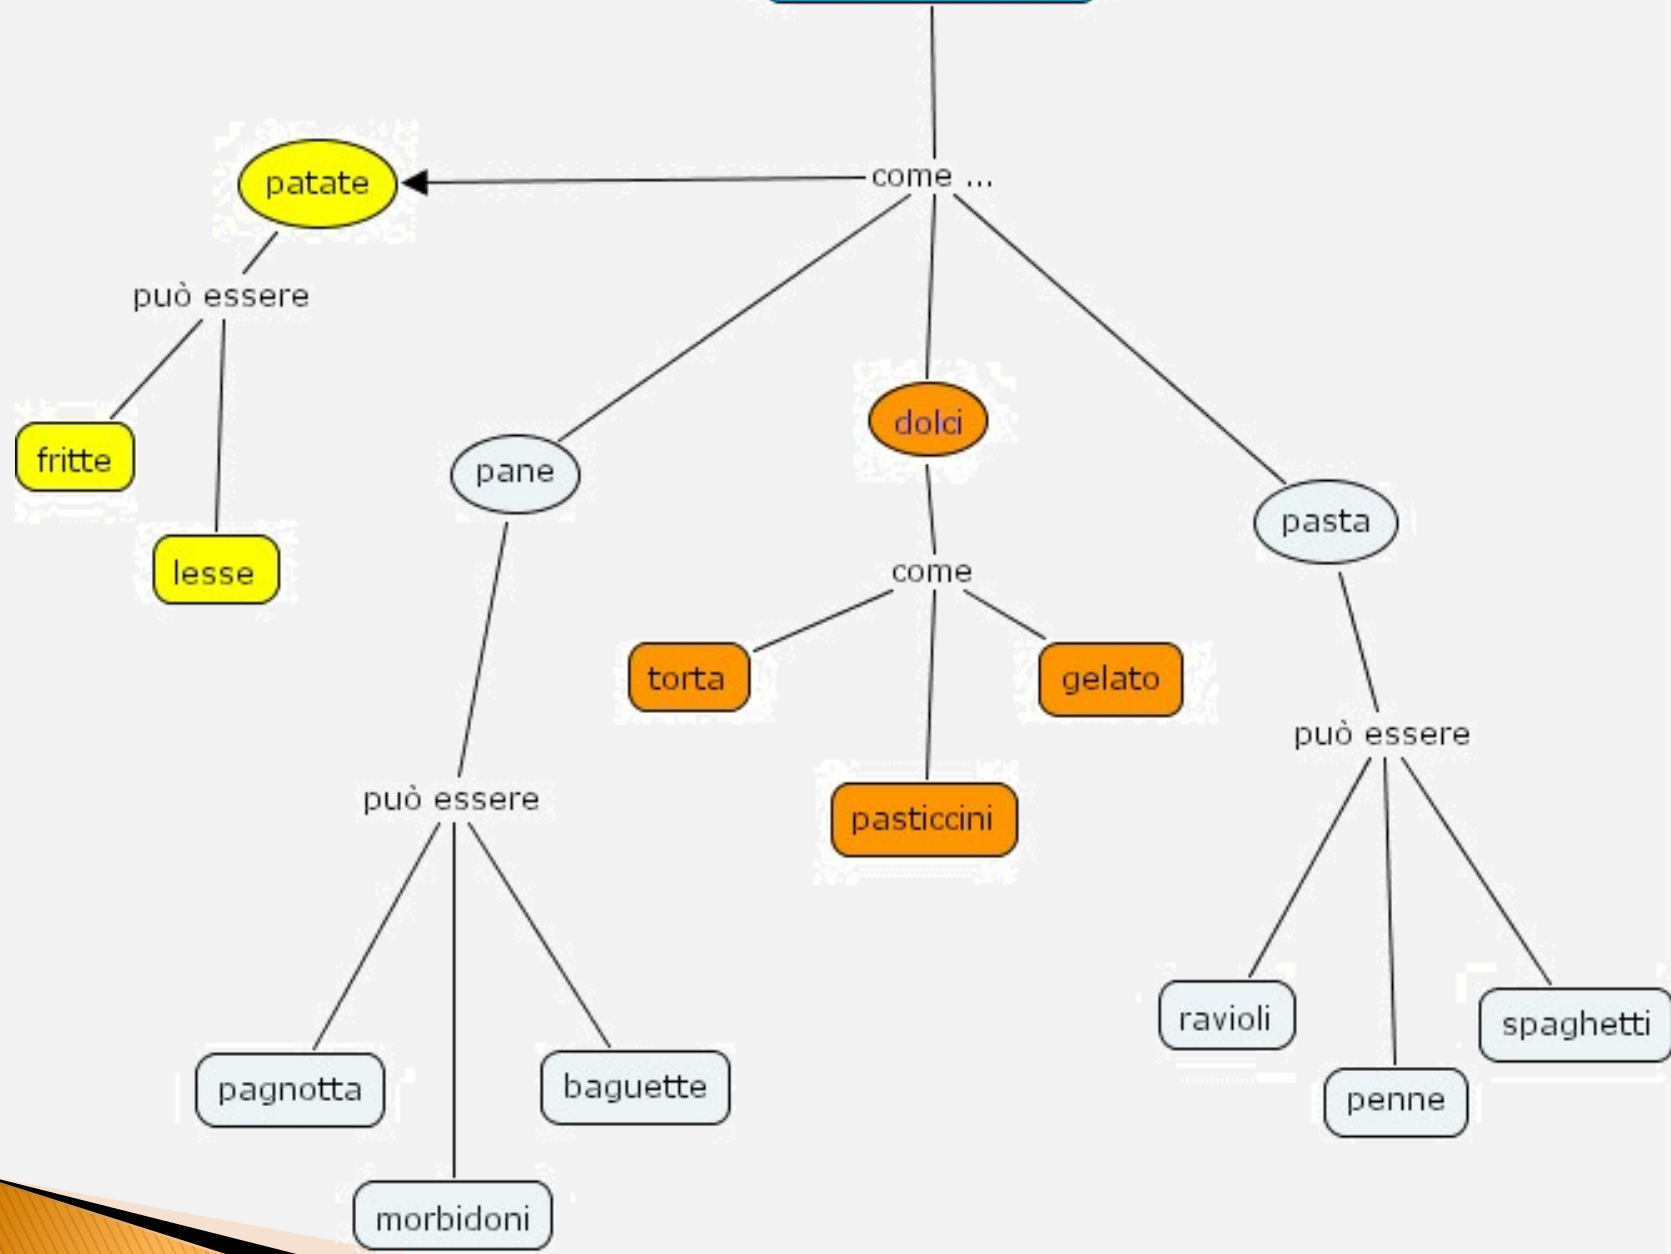 come ...
patate
può essere
fritte
lesse
pane
può essere
pagnotta
morbidoni
baguette
dolci
come
torta
pasticcini
gelato
pasta
può essere
ravioli
penne
spaghetti